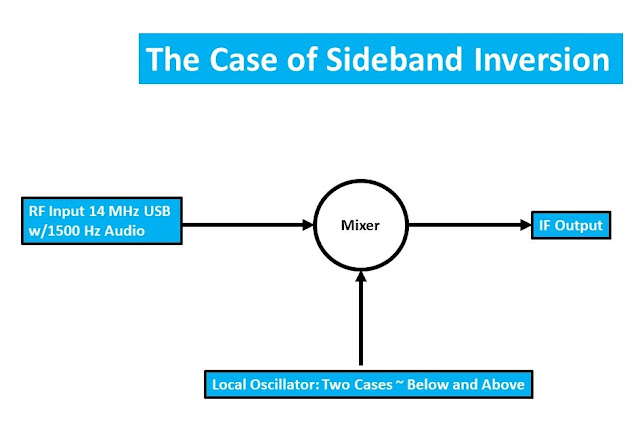 The Case of Sideband Inversion
RF Input 14 MHz USB
w/1500 Hz Audio
Mixer
IF Output
Local Oscillator: Two Cases ~ Below and Above